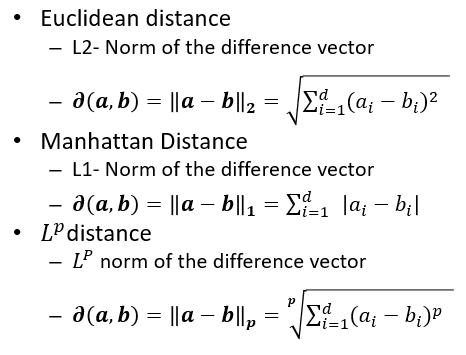 • Euclidean distance
– L2- Norm of the difference vector
– ∂(a, b) = ‖a − b‖₂ = √(∑ᵢ₌₁ᵈ (aᵢ − bᵢ)²)
• Manhattan Distance
– L1- Norm of the difference vector
– ∂(a, b) = ‖a − b‖₁ = ∑ᵢ₌₁ᵈ |aᵢ − bᵢ|
• Lᵖ distance
– Lᴾ norm of the difference vector
– ∂(a, b) = ‖a − b‖ₚ = ᵖ√(∑ᵢ₌₁ᵈ (aᵢ − bᵢ)ᵖ)